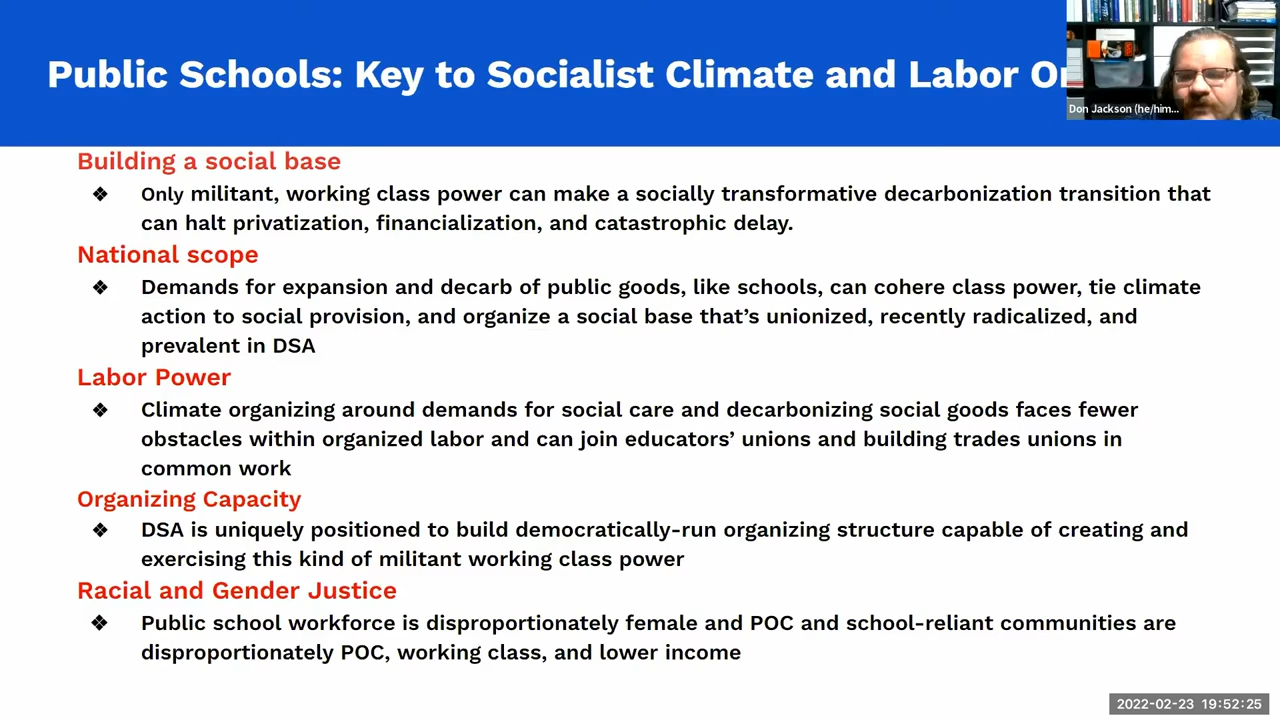 Public Schools: Key to Socialist Climate and Labor
Don Jackson (he/him...
Building a social base
❖ Only militant, working class power can make a socially transformative decarbonization transition that
can halt privatization, financialization, and catastrophic delay.
National scope
❖ Demands for expansion and decarb of public goods, like schools, can cohere class power, tie climate
action to social provision, and organize a social base that’s unionized, recently radicalized, and
prevalent in DSA
Labor Power
❖ Climate organizing around demands for social care and decarbonizing social goods faces fewer
obstacles within organized labor and can join educators’ unions and building trades unions in
common work
Organizing Capacity
❖ DSA is uniquely positioned to build democratically-run organizing structure capable of creating and
exercising this kind of militant working class power
Racial and Gender Justice
❖ Public school workforce is disproportionately female and POC and school-reliant communities are
disproportionately POC, working class, and lower income
2022-02-23 19:52:25